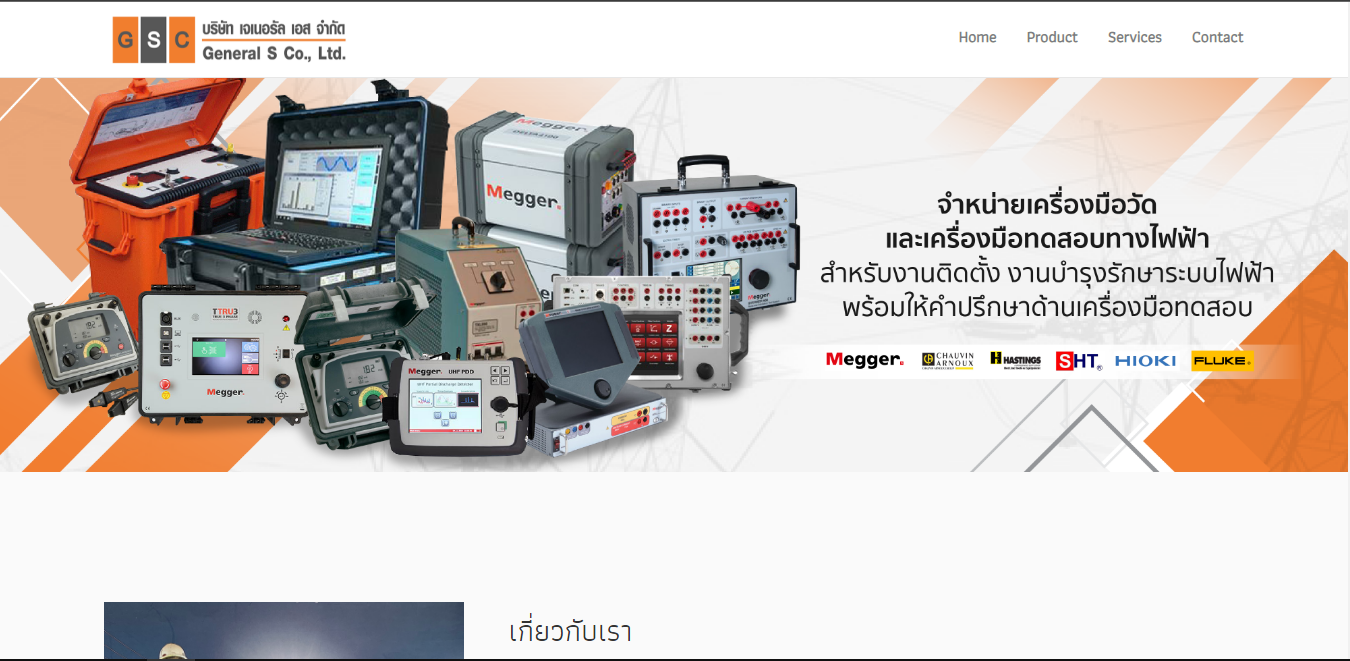 G S C
บริษัท เจเนอรัล เอส จำกัด
General S Co., Ltd.
Home Product Services Contact
Megger.
Megger.
จำหน่ายเครื่องมือวัด
และเครื่องมือทดสอบทางไฟฟ้า
สำหรับงานติดตั้ง งานบำรุงรักษาระบบไฟฟ้า
พร้อมให้คำปรึกษาด้านเครื่องมือทดสอบ
TTRU3
Megger.
Megger.
Megger. UHF PDD
Megger. CHAUVIN ARNOUX HASTINGS SHT® HIOKI FLUKE.
เกี่ยวกับเรา